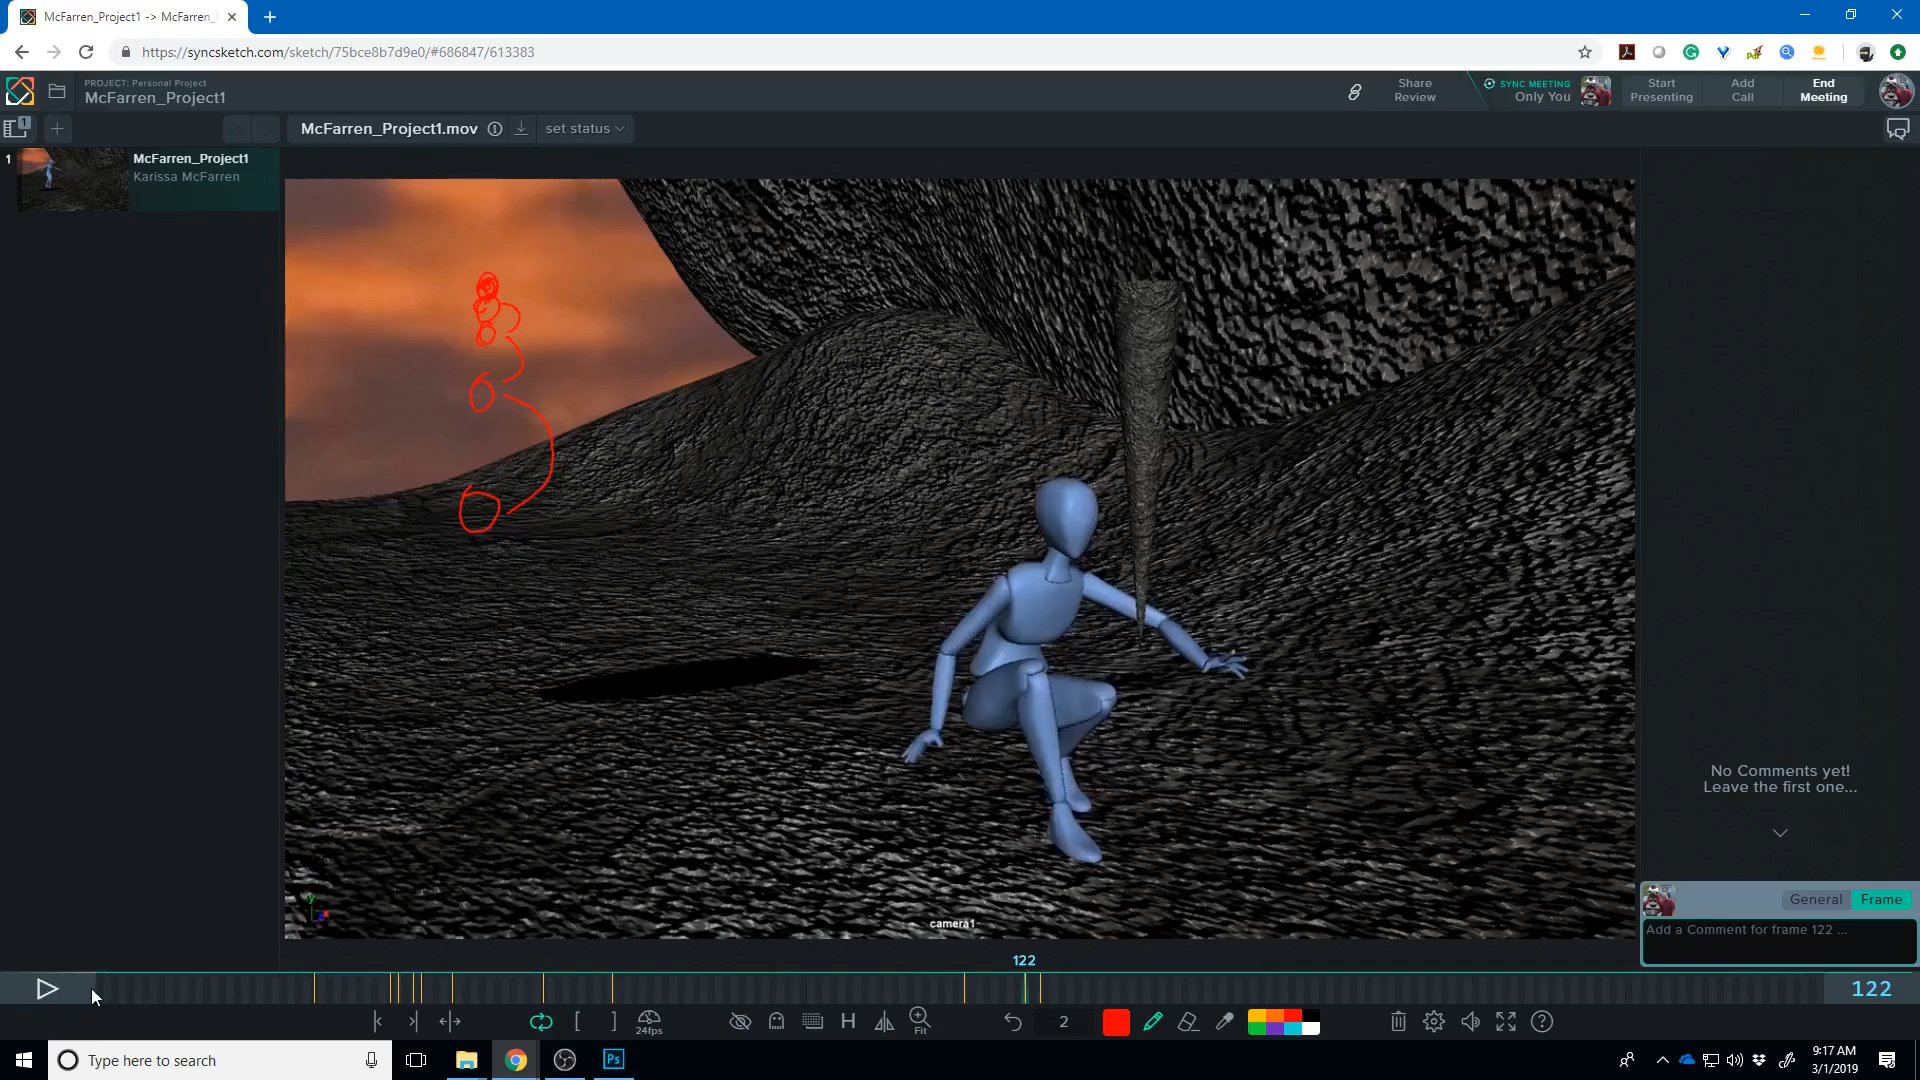 McFarren_Project1 -> McFarren_
https://syncsketch.com/sketch/75bce8b7d9e0/#686847/613383
PROJECT: Personal Project
McFarren_Project1
Share
Review
SYNC MEETING
Only You
Start
Presenting
Add
Call
End
Meeting
1
McFarren_Project1.mov
set status
1
McFarren_Project1
Karissa McFarren
No Comments yet!
Leave the first one...
General
Frame
Add a Comment for frame 122 ...
y
camera1
122
122
24fps
H
Fit
2
Type here to search
Ps
9:17 AM
3/1/2019